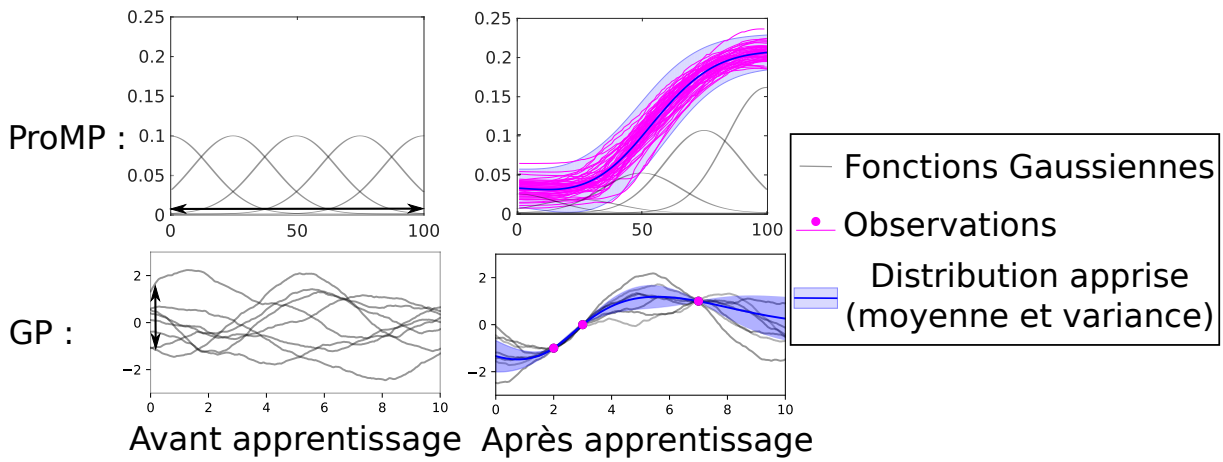 0.25
0.2
0.15
0.1
0.05
0
0 50 100
0.25
0.2
0.15
0.1
0.05
0
0 50 100
ProMP :
2
0
−2
0 2 4 6 8 10
2
0
−2
0 2 4 6 8 10
GP :
Avant apprentissage
Après apprentissage
Fonctions Gaussiennes
Observations
Distribution apprise
(moyenne et variance)